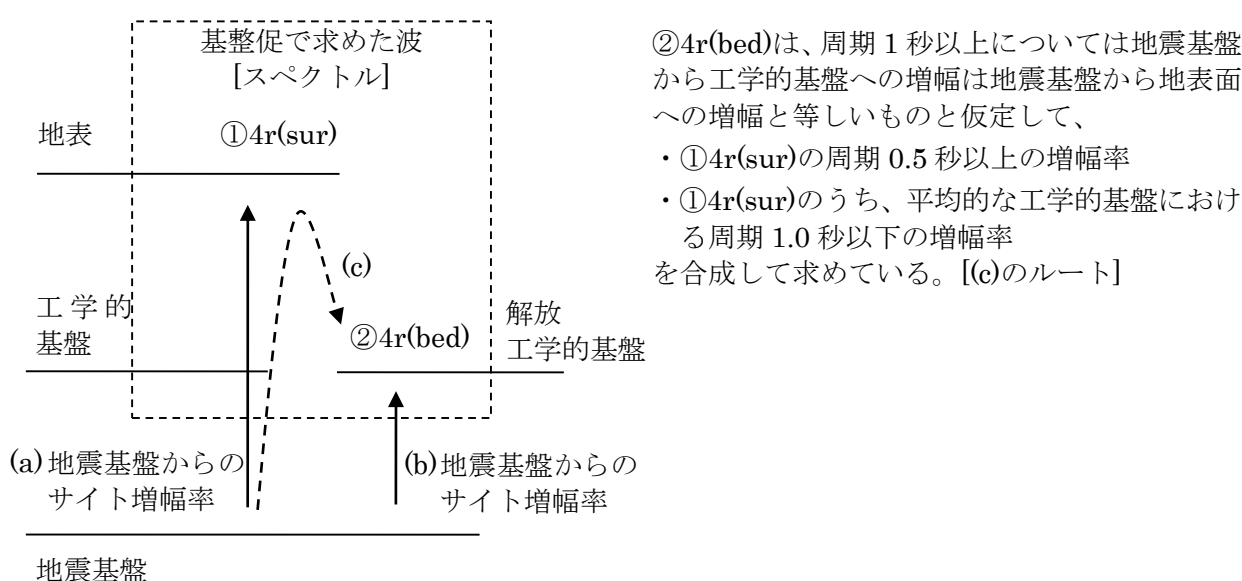 基整促で求めた波
[スペクトル]
地表
①4r(sur)
(c)
工学的
基盤
②4r(bed)
解放
工学的基盤
(a)地震基盤からの
サイト増幅率
(b)地震基盤からの
サイト増幅率
地震基盤
②4r(bed)は、周期 1 秒以上については地震基盤
から工学的基盤への増幅は地震基盤から地表面
への増幅と等しいものと仮定して、
・①4r(sur)の周期 0.5 秒以上の増幅率
・①4r(sur)のうち、平均的な工学的基盤におけ
る周期 1.0 秒以下の増幅率
を合成して求めている。[(c)のルート]